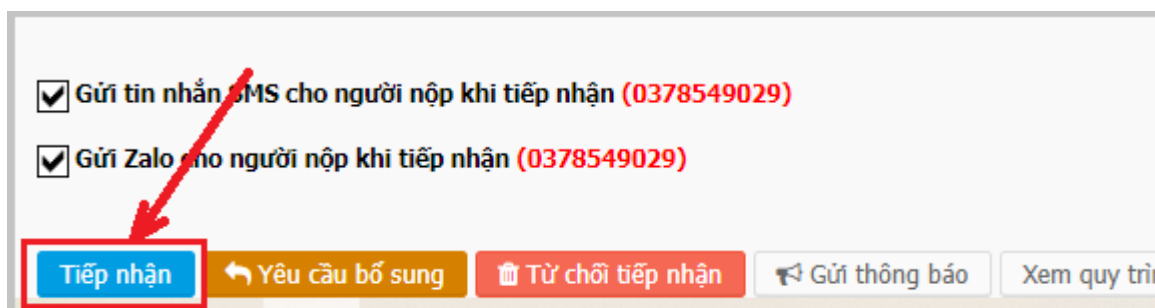 Gửi tin nhắn SMS cho người nộp khi tiếp nhận (0378549029)
Gửi Zalo cho người nộp khi tiếp nhận (0378549029)
Tiếp nhận Yêu cầu bổ sung Từ chối tiếp nhận Gửi thông báo Xem quy trì